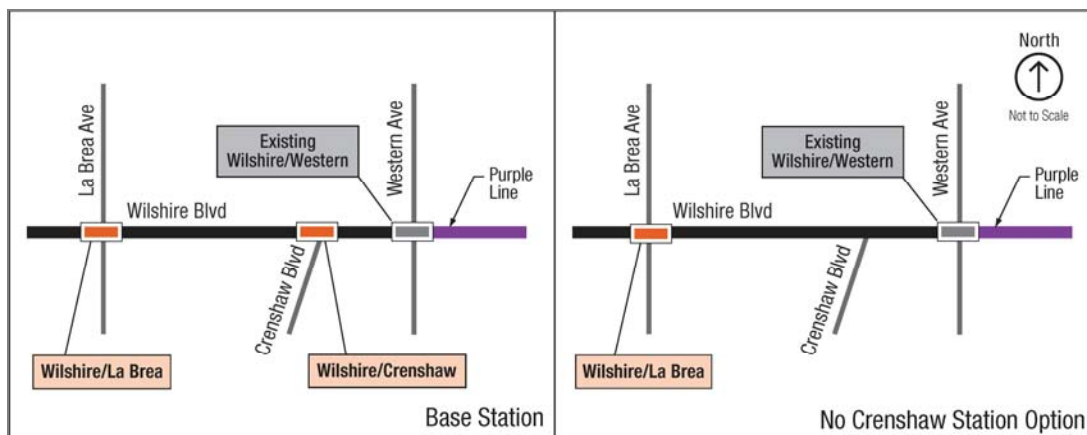 La Brea Ave
Wilshire Blvd
Existing
Wilshire/Western
Western Ave
Purple
Line
Crenshaw Blvd
Wilshire/La Brea
Wilshire/Crenshaw
Base Station
North
Not to Scale
La Brea Ave
Wilshire Blvd
Existing
Wilshire/Western
Western Ave
Purple
Line
Crenshaw Blvd
Wilshire/La Brea
No Crenshaw Station Option